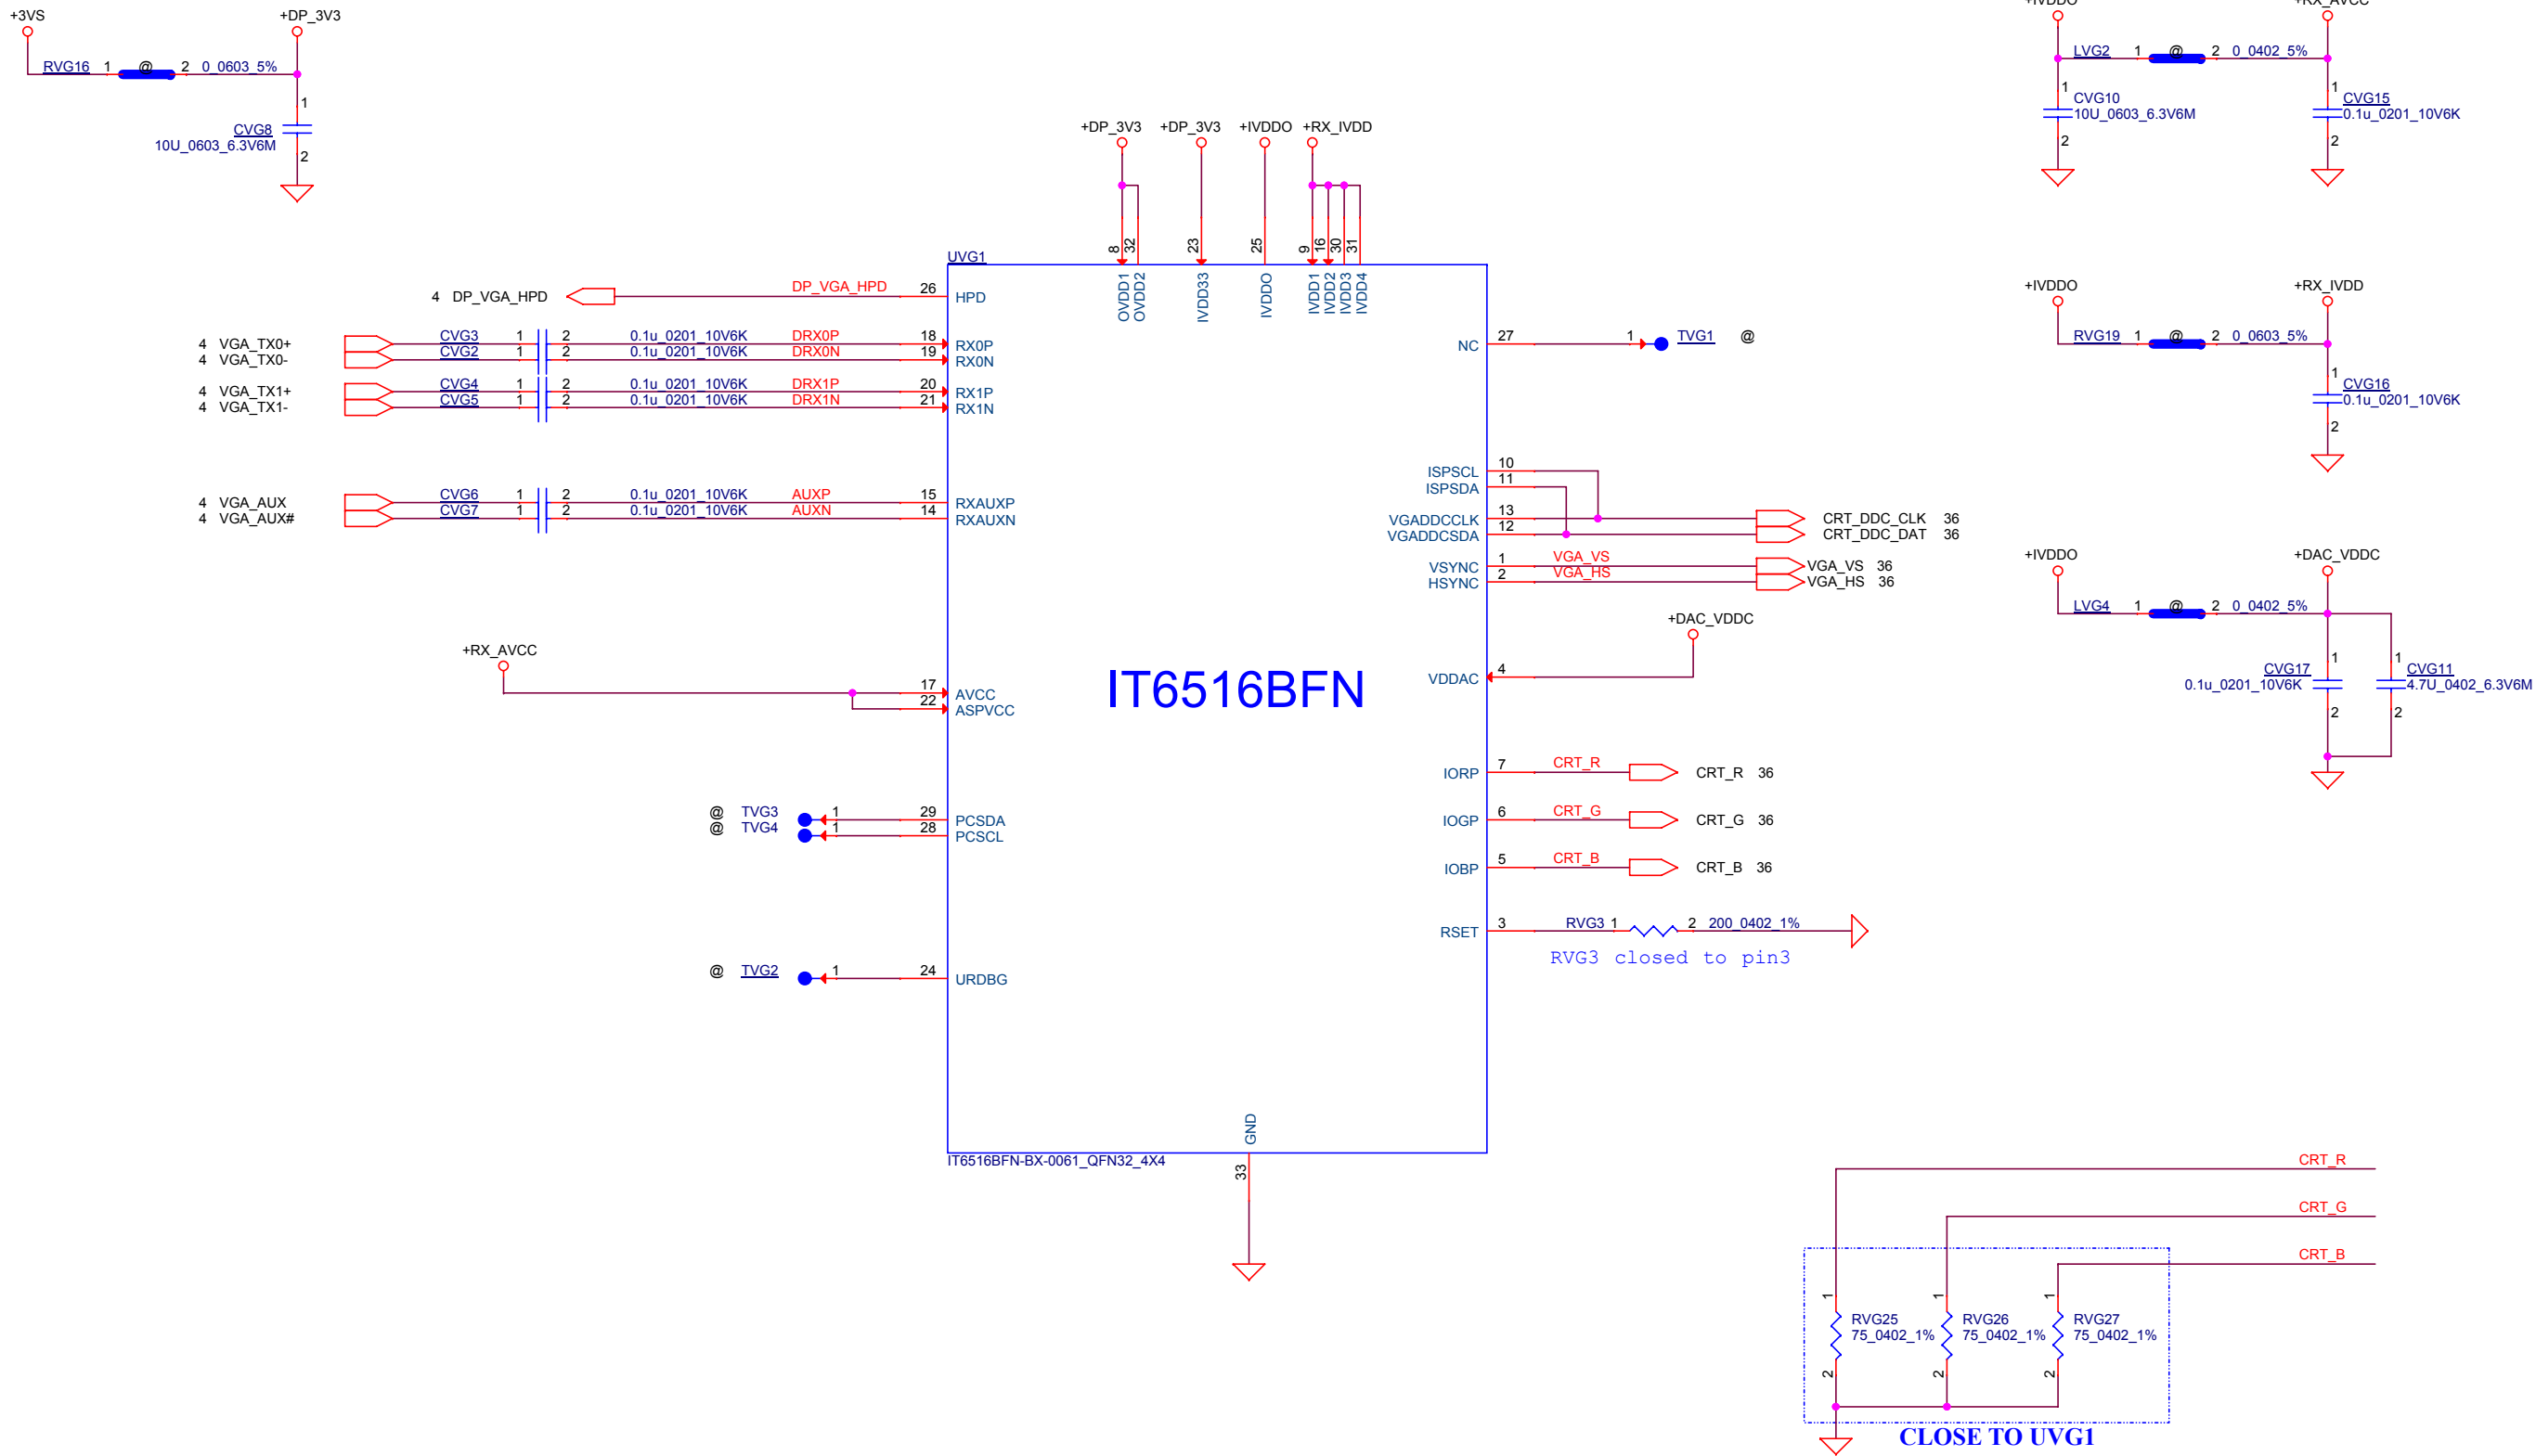 +3VS
+DP_3V3
RVG16 1 @ 2 0_0603_5%
1
CVG8
10U_0603_6.3V6M
2
+IVDDO
+RX_AVCC
LVG2 1 @ 2 0_0402_5%
1
CVG10
10U_0603_6.3V6M
2
1
CVG15
0.1u_0201_10V6K
2
+DP_3V3 +DP_3V3 +IVDDO +RX_IVDD
8 32 23 25 9 16 30 31
OVDD1 OVDD2 IVDD33 IVDDO IVDD1 IVDD2 IVDD3 IVDD4
UVG1
4 DP_VGA_HPD DP_VGA_HPD 26 HPD
4 VGA_TX0+ CVG3 1 2 0.1u_0201_10V6K DRX0P 18 RX0P
4 VGA_TX0- CVG2 1 2 0.1u_0201_10V6K DRX0N 19 RX0N
4 VGA_TX1+ CVG4 1 2 0.1u_0201_10V6K DRX1P 20 RX1P
4 VGA_TX1- CVG5 1 2 0.1u_0201_10V6K DRX1N 21 RX1N
4 VGA_AUX CVG6 1 2 0.1u_0201_10V6K AUXP 15 RXAUXP
4 VGA_AUX# CVG7 1 2 0.1u_0201_10V6K AUXN 14 RXAUXN
+RX_AVCC
17 AVCC
22 ASPVCC
@ TVG3 1 29 PCSDA
@ TVG4 1 28 PCSCL
@ TVG2 1 24 URDBG
IT6516BFN
NC 27 1 TVG1 @
ISPSCL 10
ISPSDA 11
VGADDCCLK 13 CRT_DDC_CLK 36
VGADDCSDA 12 CRT_DDC_DAT 36
VSYNC 1 VGA_VS VGA_VS 36
HSYNC 2 VGA_HS VGA_HS 36
+DAC_VDDC
VDDAC 4
IORP 7 CRT_R CRT_R 36
IOGP 6 CRT_G CRT_G 36
IOBP 5 CRT_B CRT_B 36
RSET 3 RVG3 1 2 200_0402_1%
RVG3 closed to pin3
GND
33
IT6516BFN-BX-0061_QFN32_4X4
+IVDDO
+RX_IVDD
RVG19 1 @ 2 0_0603_5%
1
CVG16
0.1u_0201_10V6K
2
+IVDDO
+DAC_VDDC
LVG4 1 @ 2 0_0402_5%
1
CVG17
0.1u_0201_10V6K
2
1
CVG11
4.7U_0402_6.3V6M
2
CRT_R
CRT_G
CRT_B
1 1 1
RVG25 RVG26 RVG27
75_0402_1% 75_0402_1% 75_0402_1%
2 2 2
CLOSE TO UVG1